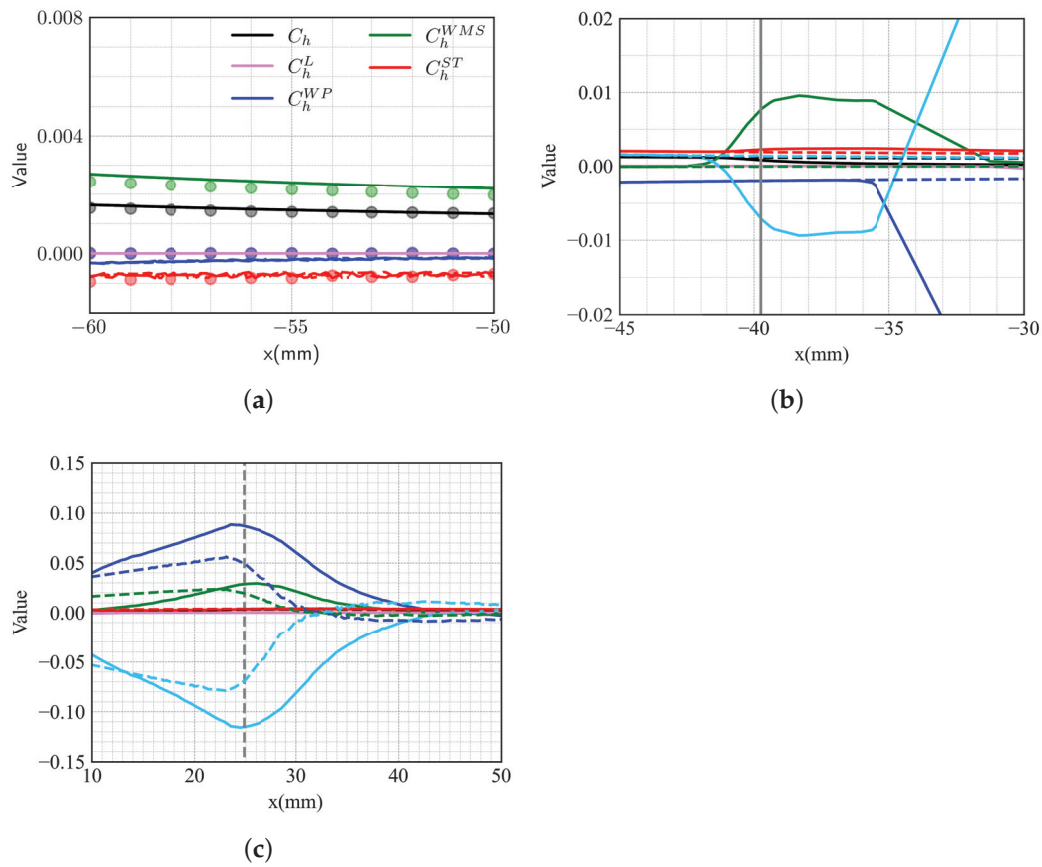 0.008
0.004
0.000
Value
C_h
C_h^L
C_h^{WP}
C_h^{WMS}
C_h^{ST}
−60
−55
−50
x(mm)
(a)
0.02
0.01
0.00
−0.01
−0.02
Value
−45
−40
−35
−30
x(mm)
(b)
0.15
0.10
0.05
0.00
−0.05
−0.10
−0.15
Value
10
20
30
40
50
x(mm)
(c)